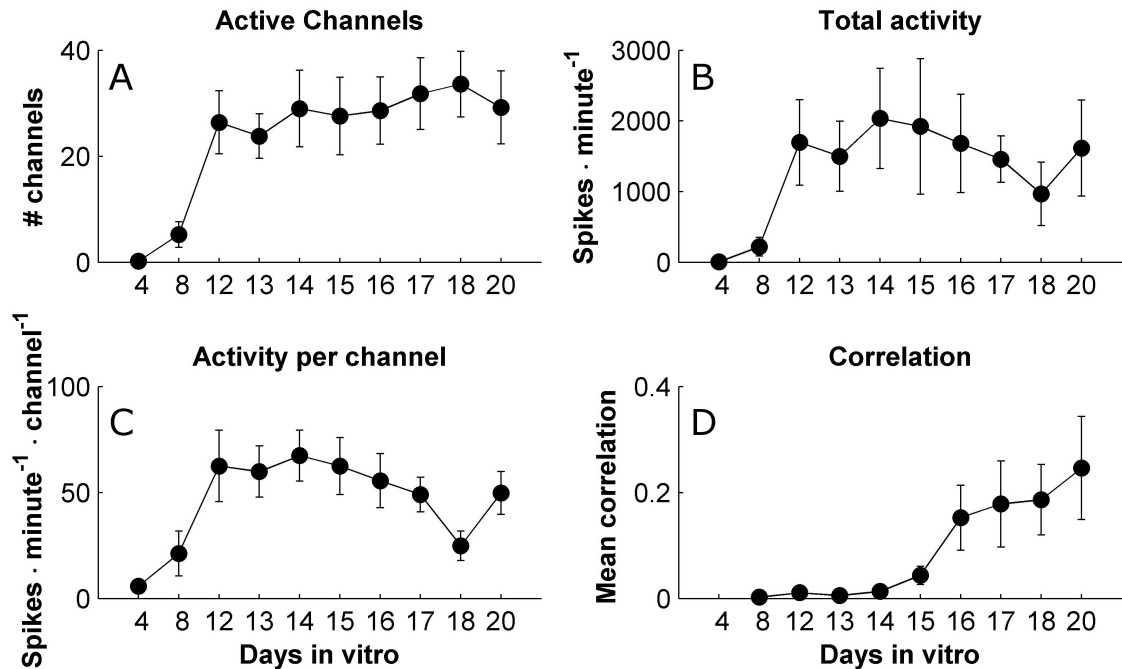 Active Channels
A
# channels
40
20
0
4 8 12 13 14 15 16 17 18 20
Total activity
B
Spikes · minute⁻¹
3000
2000
1000
0
4 8 12 13 14 15 16 17 18 20
Activity per channel
C
Spikes · minute⁻¹ · channel⁻¹
100
50
0
4 8 12 13 14 15 16 17 18 20
Days in vitro
Correlation
D
Mean correlation
0.4
0.2
0
4 8 12 13 14 15 16 17 18 20
Days in vitro